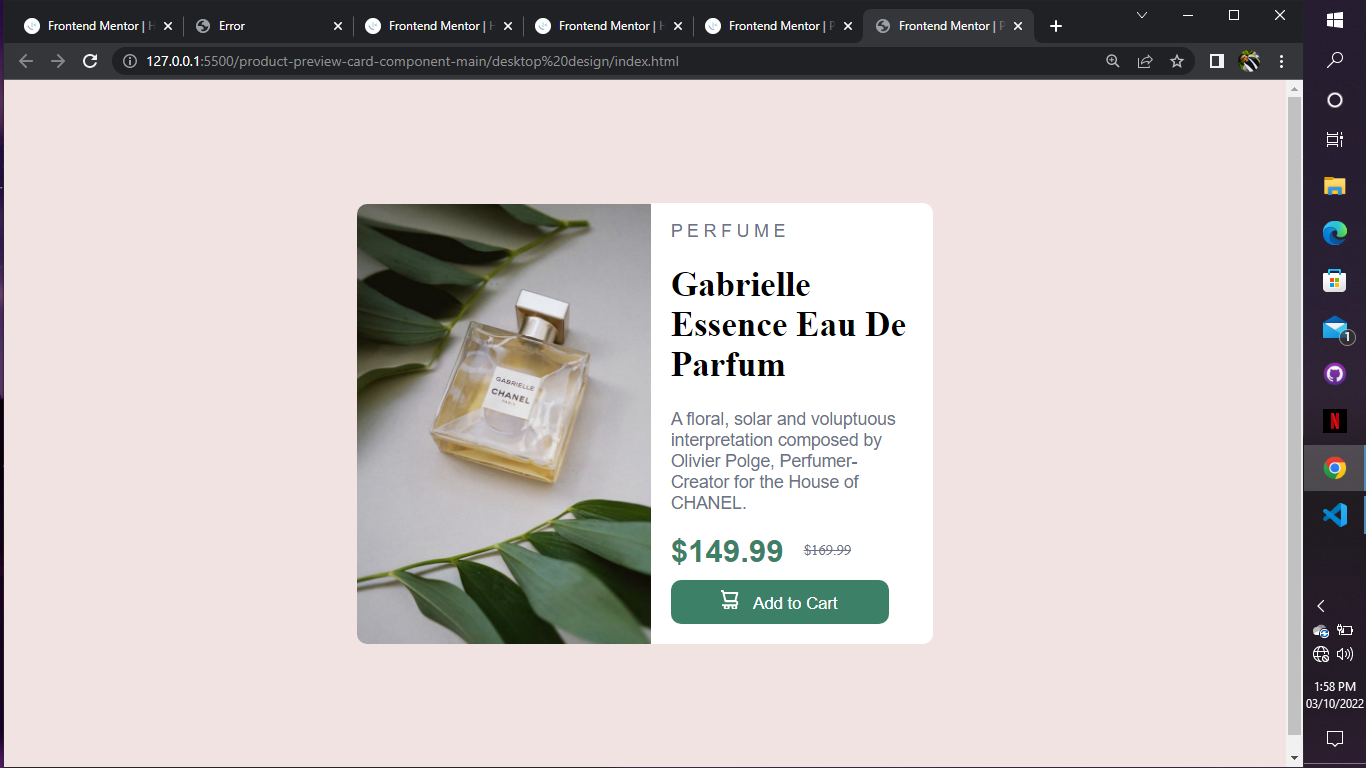 Frontend Mentor | H
Error
Frontend Mentor | H
Frontend Mentor | H
Frontend Mentor | P
Frontend Mentor | P
127.0.0.1:5500/product-preview-card-component-main/desktop%20design/index.html
PERFUME
Gabrielle
Essence Eau De
Parfum
GABRIELLE
CHANEL
PARIS
A floral, solar and voluptuous
interpretation composed by
Olivier Polge, Perfumer-
Creator for the House of
CHANEL.
$149.99 $169.99
Add to Cart
1
N
1:58 PM
03/10/2022